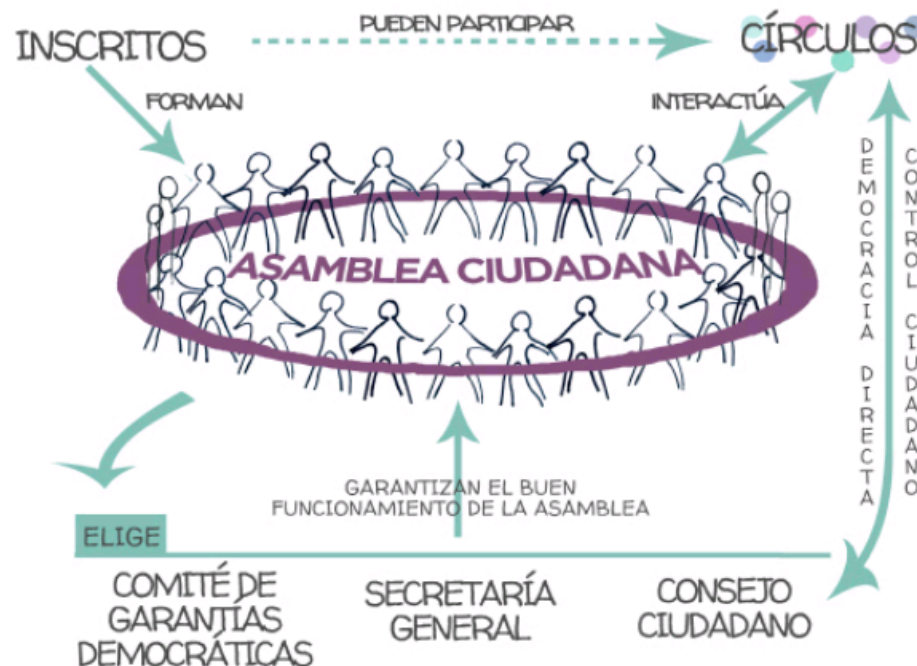 PUEDEN PARTICIPAR
INSCRITOS
CÍRCULOS
FORMAN
INTERACTÚA
ASAMBLEA CIUDADANA
DEMOCRACIA DIRECTA
CONTROL CIUDADANO
GARANTIZAN EL BUEN
FUNCIONAMIENTO DE LA ASAMBLEA
ELIGE
COMITÉ DE
GARANTÍAS
DEMOCRÁTICAS
SECRETARÍA
GENERAL
CONSEJO
CIUDADANO